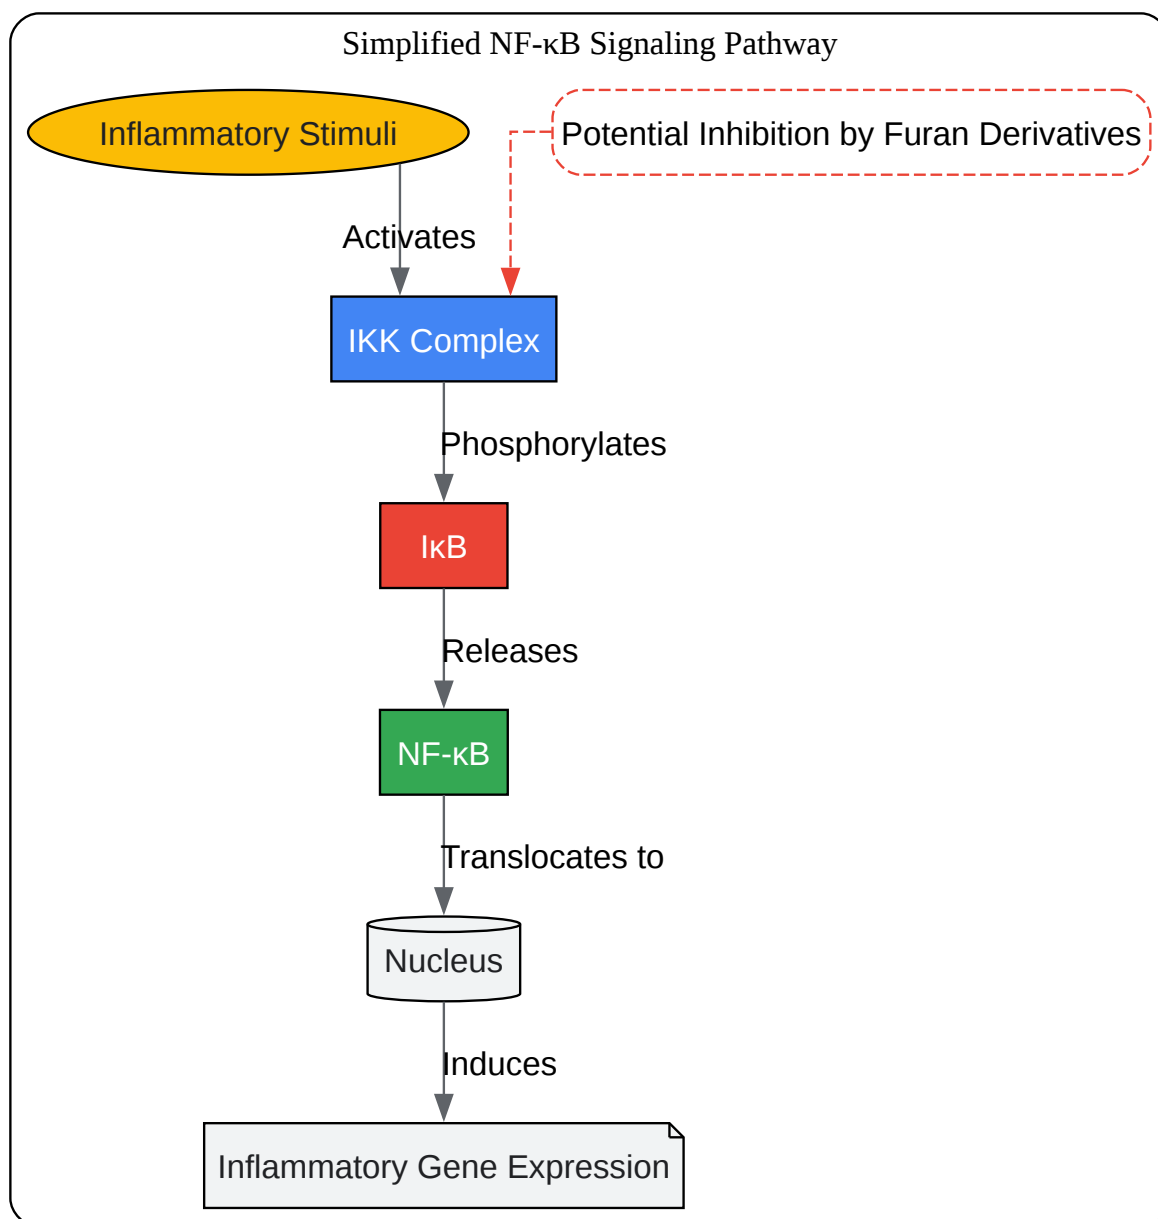 Simplified NF-κB Signaling Pathway
Inflammatory Stimuli
Potential Inhibition by Furan Derivatives
Activates
IKK Complex
Phosphorylates
IκB
Releases
NF-κB
Translocates to
Nucleus
Induces
Inflammatory Gene Expression